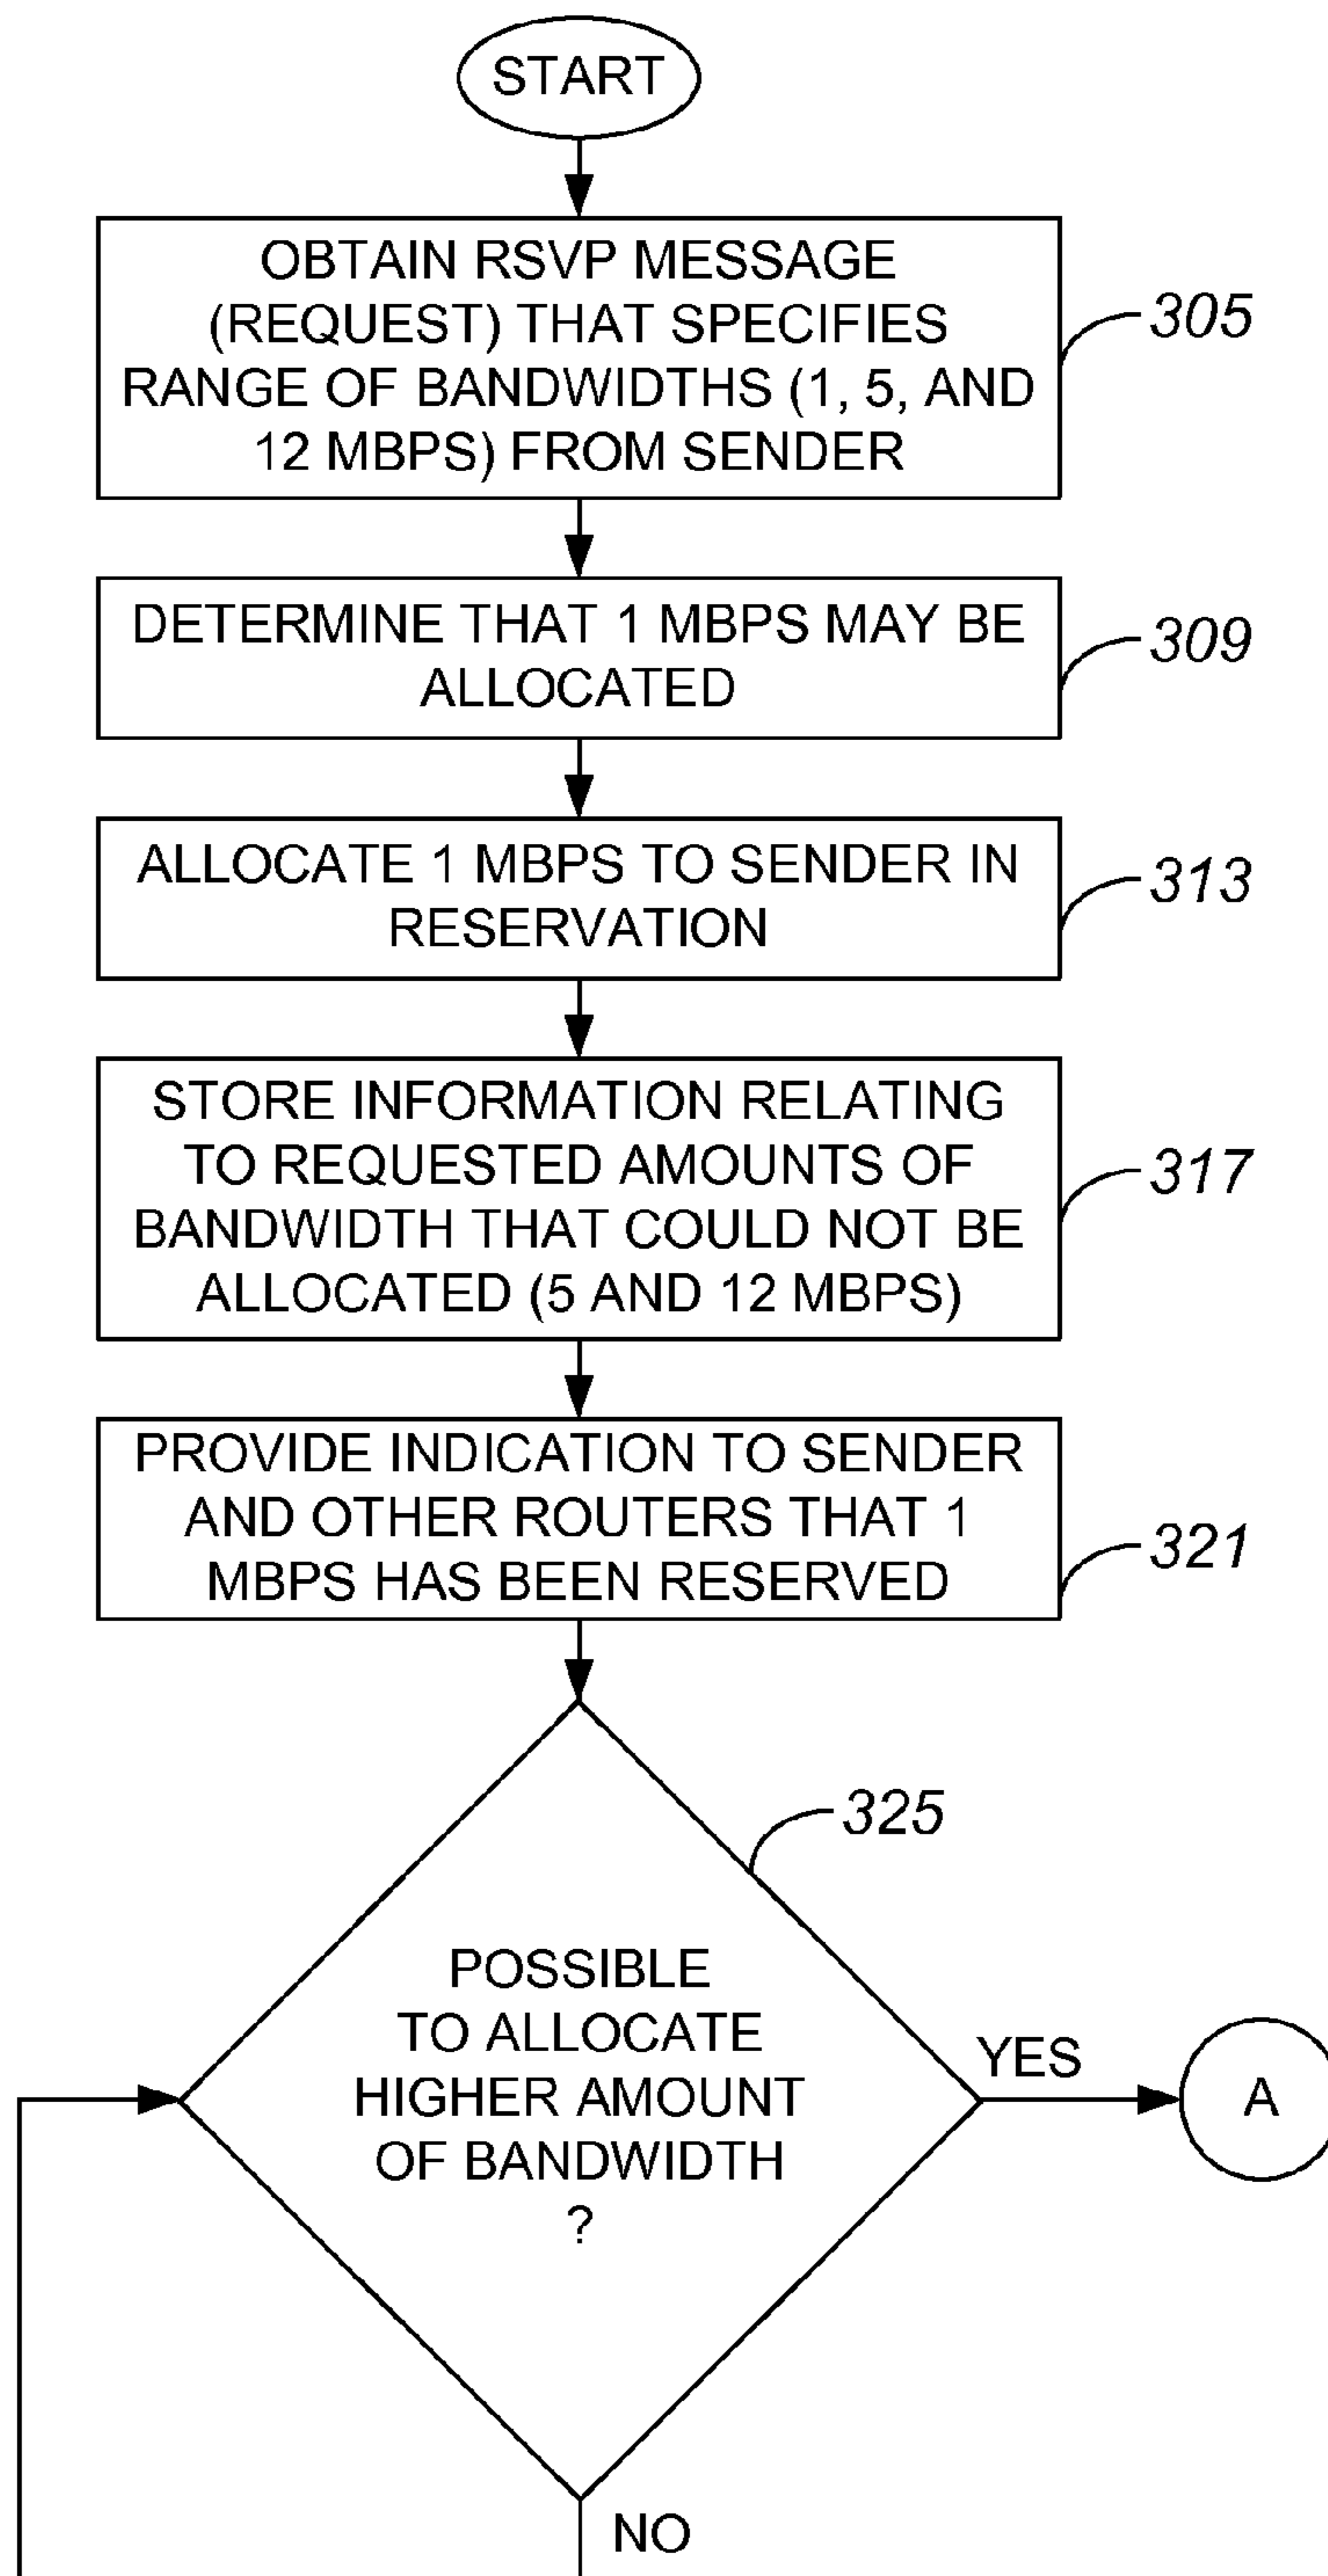 START
OBTAIN RSVP MESSAGE
(REQUEST) THAT SPECIFIES
RANGE OF BANDWIDTHS (1, 5, AND
12 MBPS) FROM SENDER
305
DETERMINE THAT 1 MBPS MAY BE
ALLOCATED
309
ALLOCATE 1 MBPS TO SENDER IN
RESERVATION
313
STORE INFORMATION RELATING
TO REQUESTED AMOUNTS OF
BANDWIDTH THAT COULD NOT BE
ALLOCATED (5 AND 12 MBPS)
317
PROVIDE INDICATION TO SENDER
AND OTHER ROUTERS THAT 1
MBPS HAS BEEN RESERVED
321
325
POSSIBLE
TO ALLOCATE
HIGHER AMOUNT
OF BANDWIDTH
?
YES
A
NO